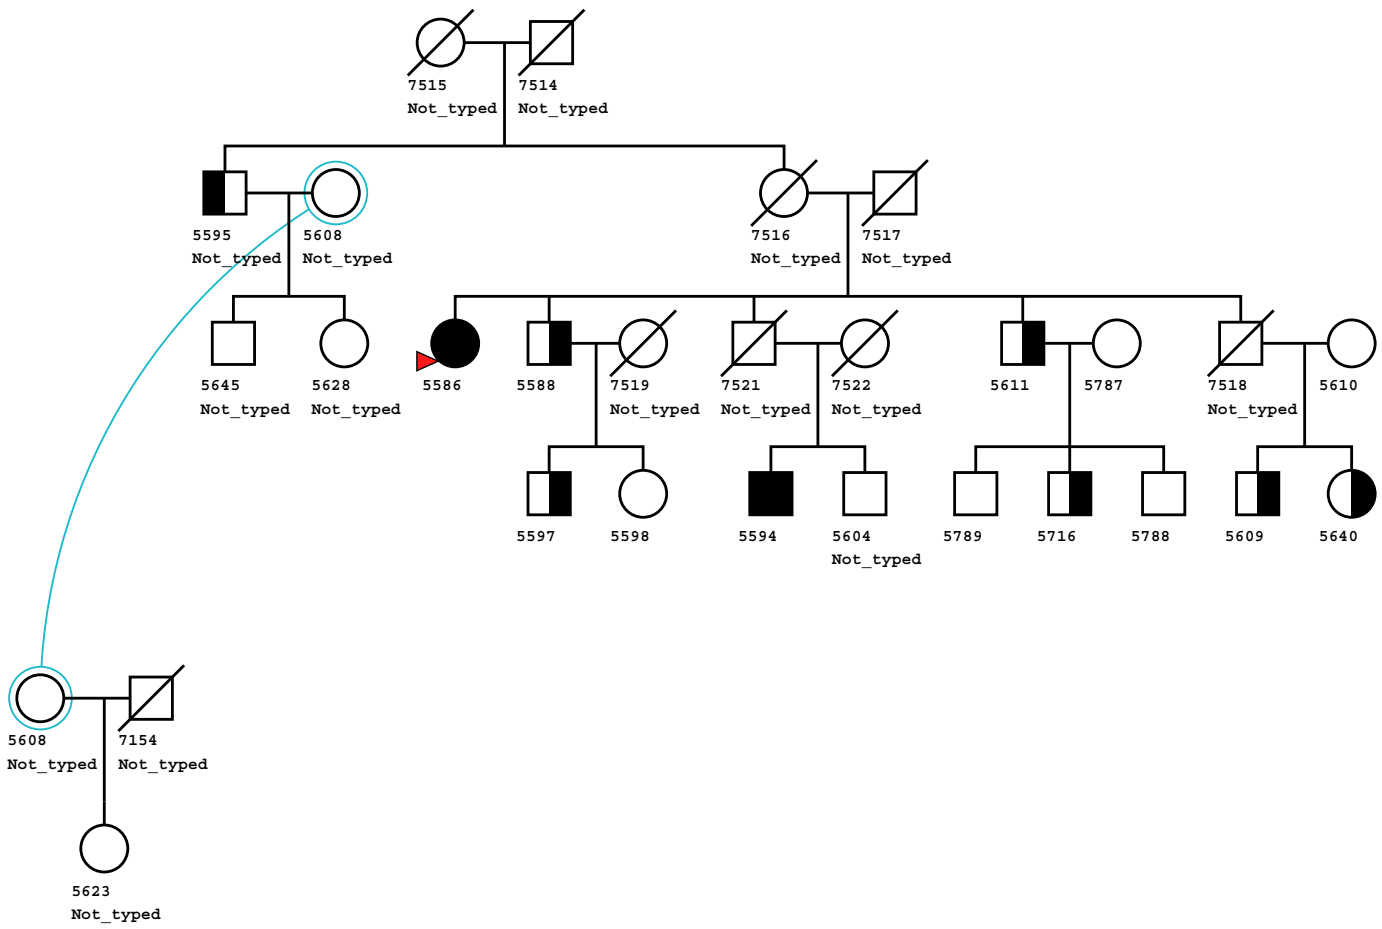 7515 7514
Not_typed Not_typed
5595 5608 7516 7517
Not_typed Not_typed Not_typed Not_typed
5645 5628 5586 5588 7519 7521 7522 5611 5787 7518 5610
Not_typed Not_typed Not_typed Not_typed Not_typed Not_typed
5597 5598 5594 5604 5789 5716 5788 5609 5640
Not_typed
5608 7154
Not_typed Not_typed
5623
Not_typed